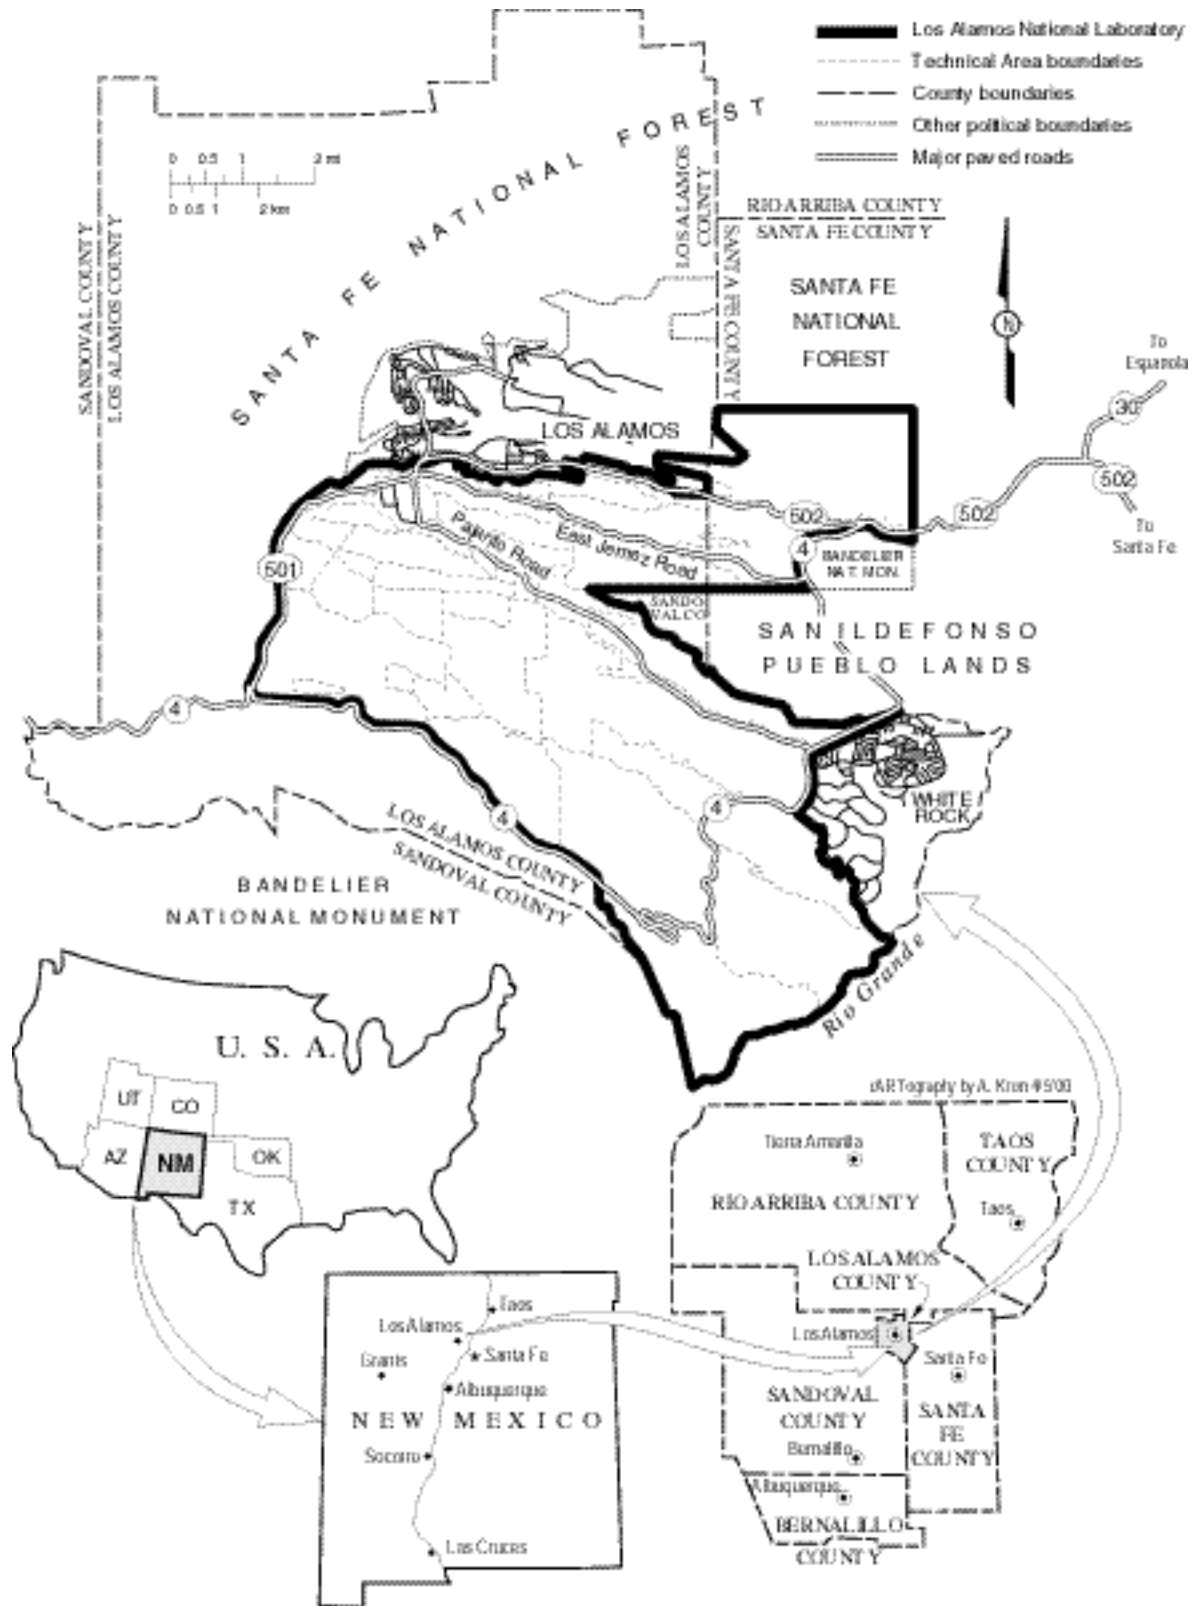 Los Alamos National Laboratory
Technical Area boundaries
County boundaries
Other political boundaries
Major paved roads
0 0.5 1 2 mi
0 0.5 1 2 km
SANTA FE NATIONAL FOREST
SANDOVAL COUNTY
LOS ALAMOS COUNTY
LOS ALAMOS
COUNTY
RIO ARRIBA COUNTY
SANTA FE COUNTY
SANTA FE COUNTY
SANTA FE
NATIONAL
FOREST
N
To
Espanola
30
502
To
Santa Fe
LOS ALAMOS
502
502
4
BANDELIER
NAT. MON.
East Jemez Road
Pajarito Road
501
SANDO
VAL CO
SAN ILDEFONSO
PUEBLO LANDS
4
4
4
WHITE
ROCK
LOS ALAMOS COUNTY
SANDOVAL COUNTY
BANDELIER
NATIONAL MONUMENT
Rio Grande
U. S. A.
UT
CO
AZ
NM
OK
TX
cARTography by A. Kron 4/5/00
Tierra Amarilla
TAOS
COUNTY
RIO ARRIBA COUNTY
Taos
LOS ALAMOS
COUNTY
Los Alamos
Santa Fe
SANDOVAL
COUNTY
SANTA
FE
COUNTY
Bernalillo
Albuquerque
BERNALILLO
COUNTY
Taos
Los Alamos
Santa Fe
Grants
Albuquerque
NEW MEXICO
Socorro
Las Cruces